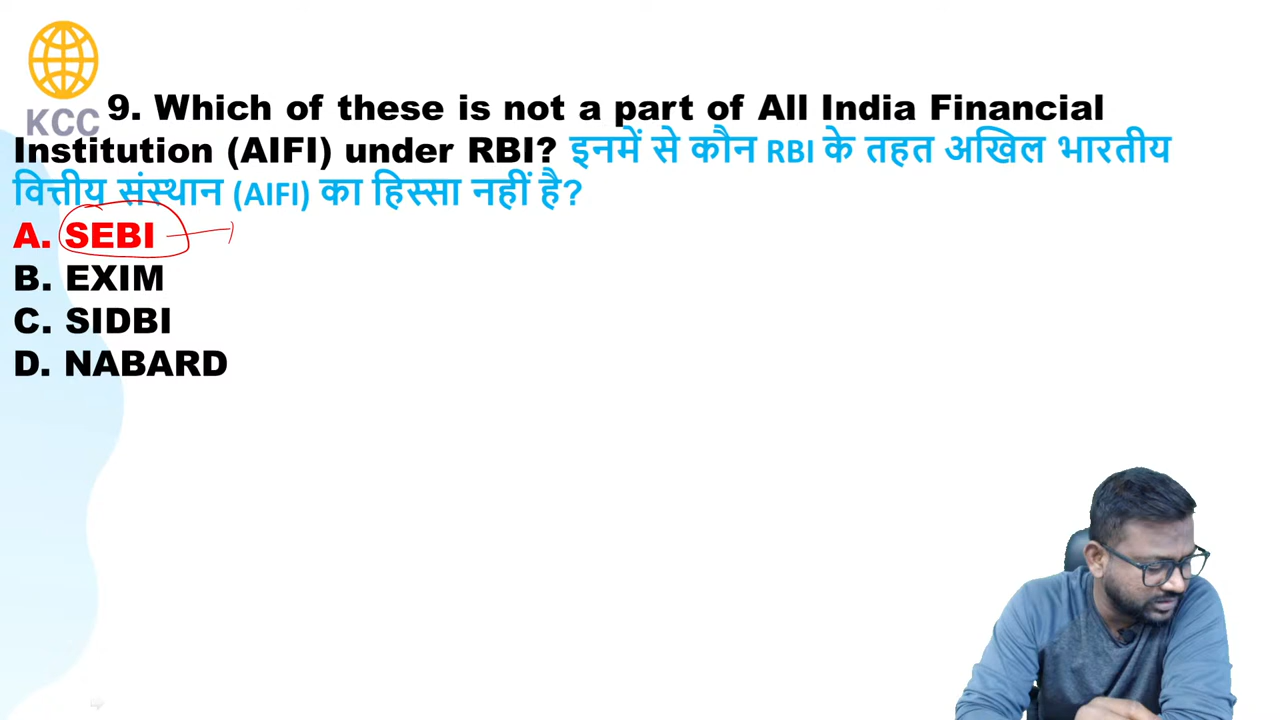 KCC
9. Which of these is not a part of All India Financial
Institution (AIFI) under RBI? इनमें से कौन RBI के तहत अखिल भारतीय
वित्तीय संस्थान (AIFI) का हिस्सा नहीं है?
A. SEBI
B. EXIM
C. SIDBI
D. NABARD